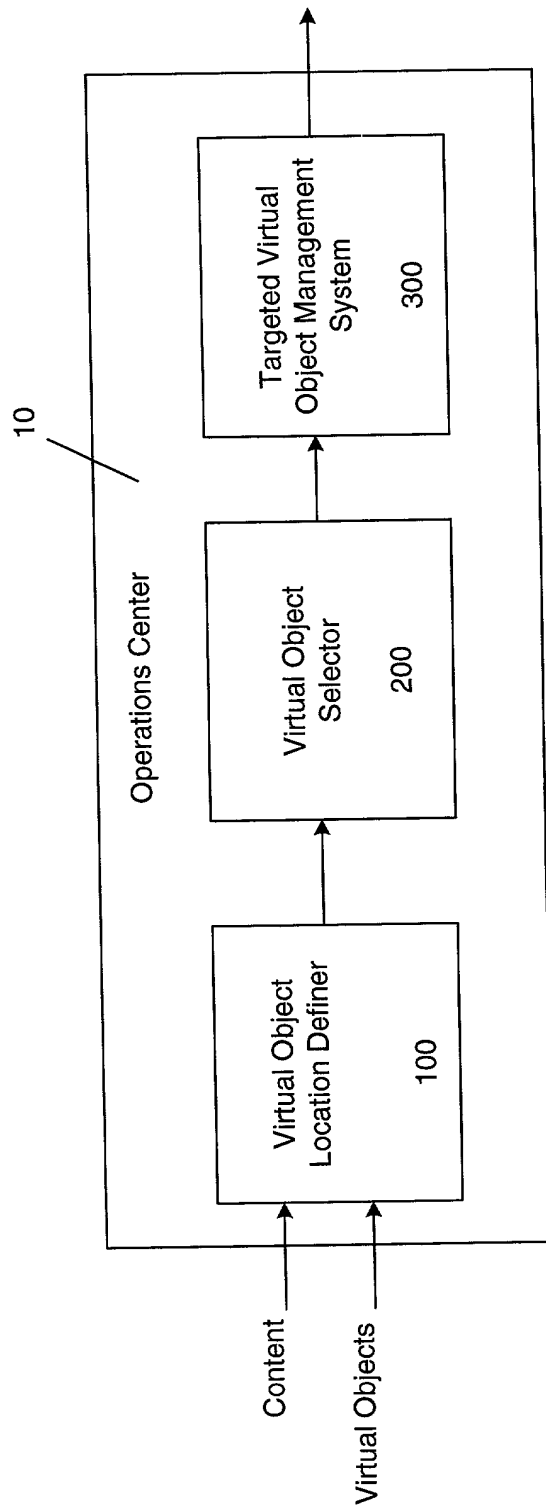 10
Operations Center
Content
Virtual Objects
Virtual Object
Location Definer
100
Virtual Object
Selector
200
Targeted Virtual
Object Management
System
300